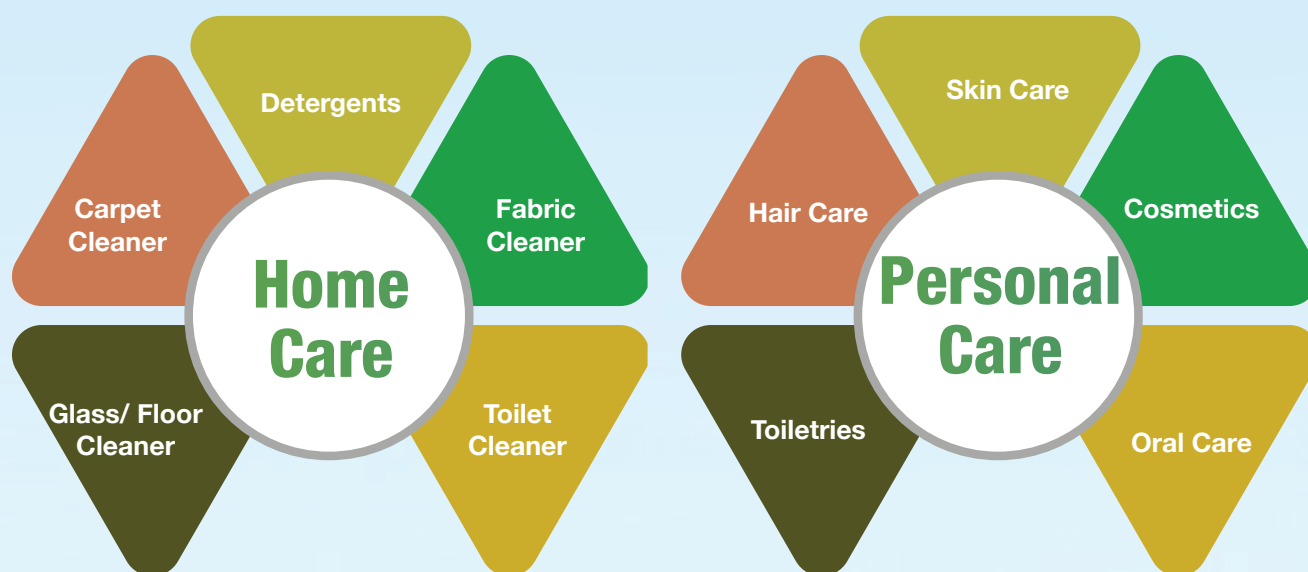 Detergents
Carpet
Cleaner
Fabric
Cleaner
Home
Care
Glass/ Floor
Cleaner
Toilet
Cleaner
Skin Care
Hair Care
Cosmetics
Personal
Care
Toiletries
Oral Care